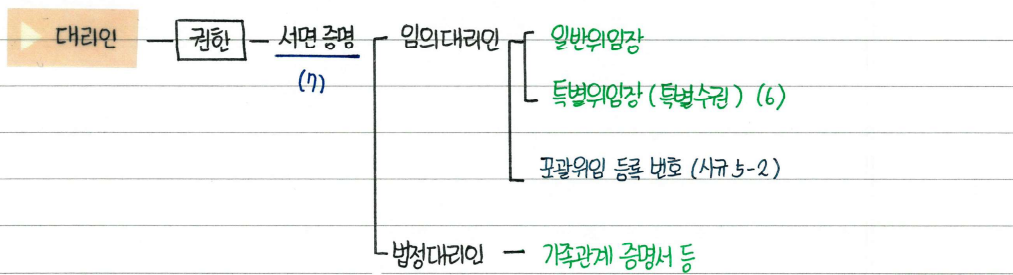 대리인 권한 서면 증명 임의대리인 일반위임장
(7)
특별위임장 (특별수권) (6)
포괄위임 등록 번호 (시규 5-2)
법정대리인 - 가족관계 증명서 등